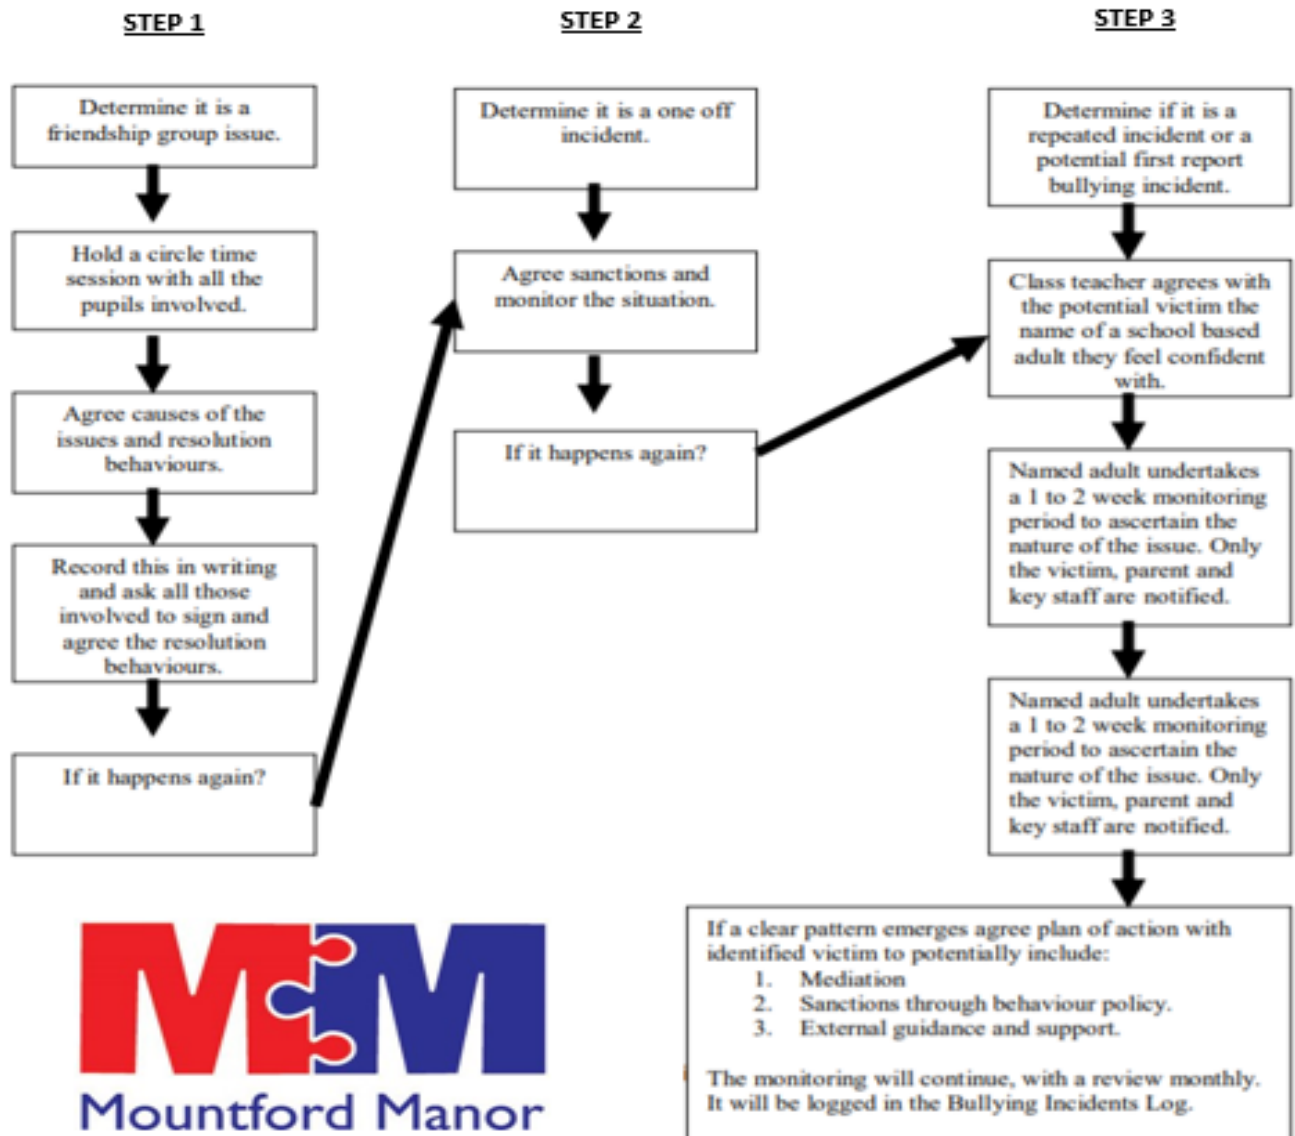 STEP 1
Determine it is a
friendship group issue.
Hold a circle time
session with all the
pupils involved.
Agree causes of the
issues and resolution
behaviours.
Record this in writing
and ask all those
involved to sign and
agree the resolution
behaviours.
If it happens again?
STEP 2
Determine it is a one off
incident.
Agree sanctions and
monitor the situation.
If it happens again?
STEP 3
Determine if it is a
repeated incident or a
potential first report
bullying incident.
Class teacher agrees with
the potential victim the
name of a school based
adult they feel confident
with.
Named adult undertakes
a 1 to 2 week monitoring
period to ascertain the
nature of the issue. Only
the victim, parent and
key staff are notified.
Named adult undertakes
a 1 to 2 week monitoring
period to ascertain the
nature of the issue. Only
the victim, parent and
key staff are notified.
If a clear pattern emerges agree plan of action with
identified victim to potentially include:
1. Mediation
2. Sanctions through behaviour policy.
3. External guidance and support.
The monitoring will continue, with a review monthly.
It will be logged in the Bullying Incidents Log.
MM
Mountford Manor